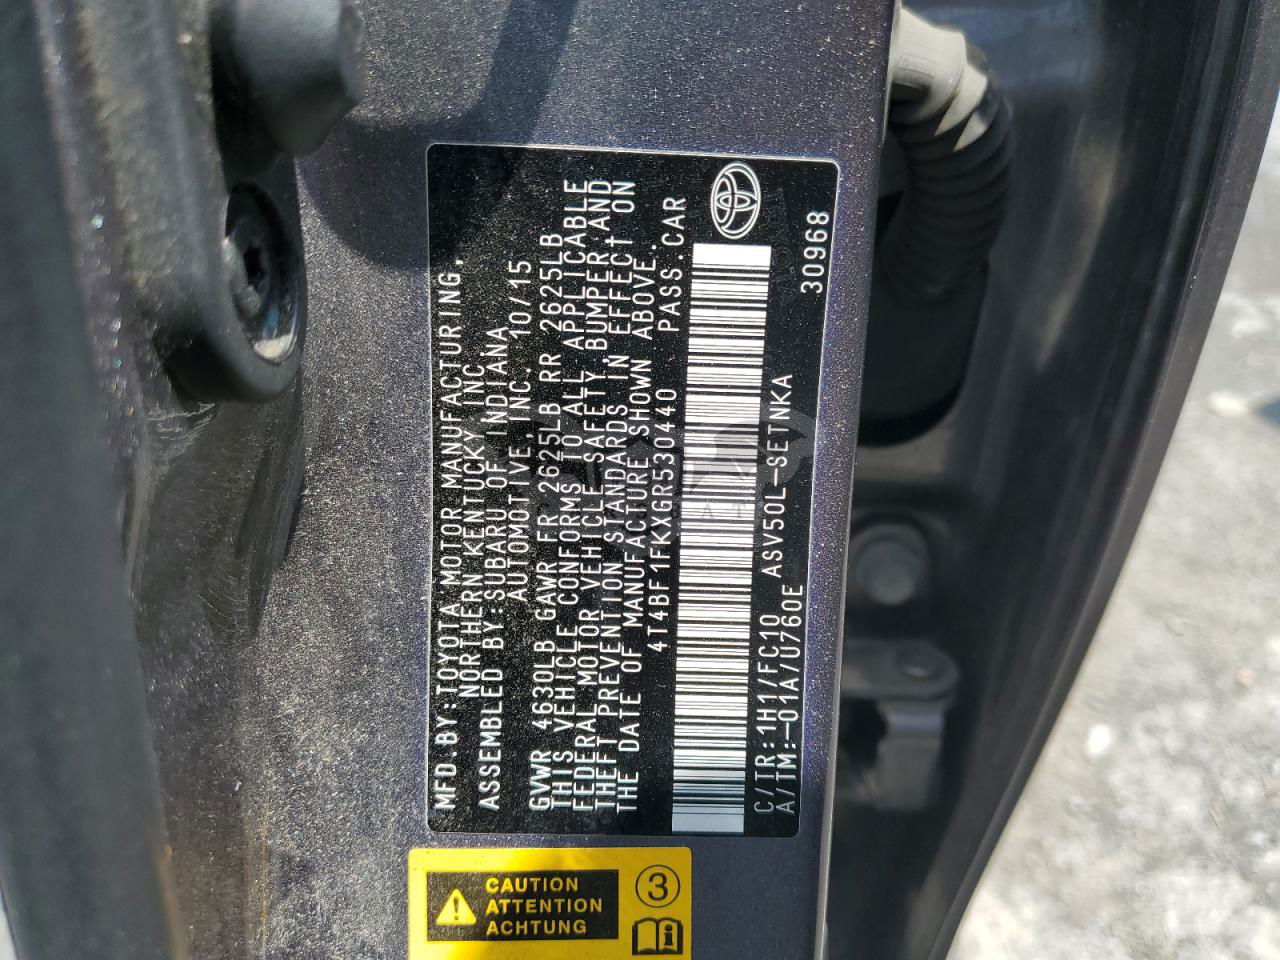 MFD.BY:TOYOTA MOTOR MANUFACTURING,
NORTHERN KENTUCKY INC.
ASSEMBLED BY:SUBARU OF INDIANA
AUTOMOTIVE,INC. 10/15
GVWR 4630LB GAWR FR 2625LB RR 2625LB
THIS VEHICLE CONFORMS TO ALL APPLICABLE
FEDERAL MOTOR VEHICLE SAFETY,BUMPER,AND
THEFT PREVENTION STANDARDS IN EFFECT ON
THE DATE OF MANUFACTURE SHOWN ABOVE.
4T4BF1FKXGR530440 PASS.CAR
C/TR:1H1/FC10 ASV50L-SETNKA
A/TM:-01A/U760E
30968
CAUTION
ATTENTION
ACHTUNG
3